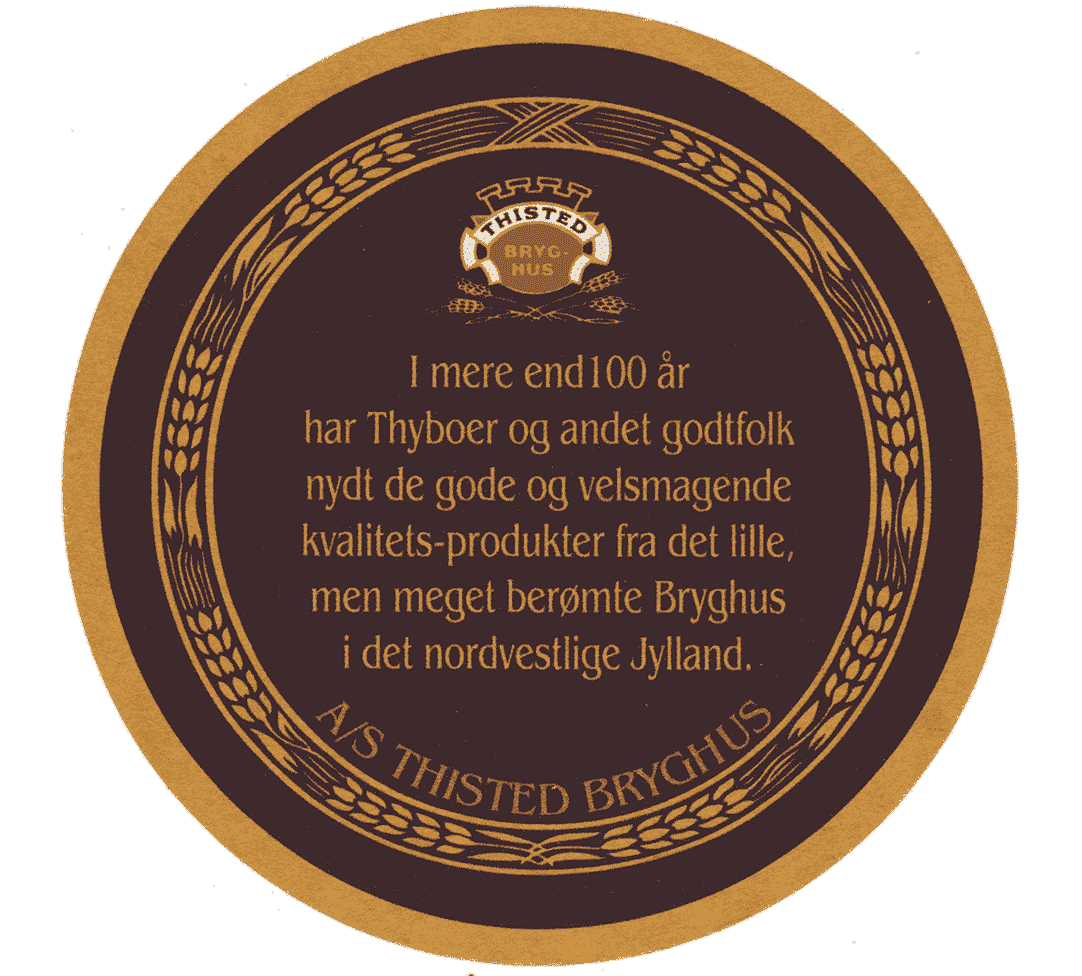 THISTED
BRYG-
HUS
I mere end100 år
har Thyboer og andet godtfolk
nydt de gode og velsmagende
kvalitets-produkter fra det lille,
men meget berømte Bryghus
i det nordvestlige Jylland.
A/S THISTED BRYGHUS